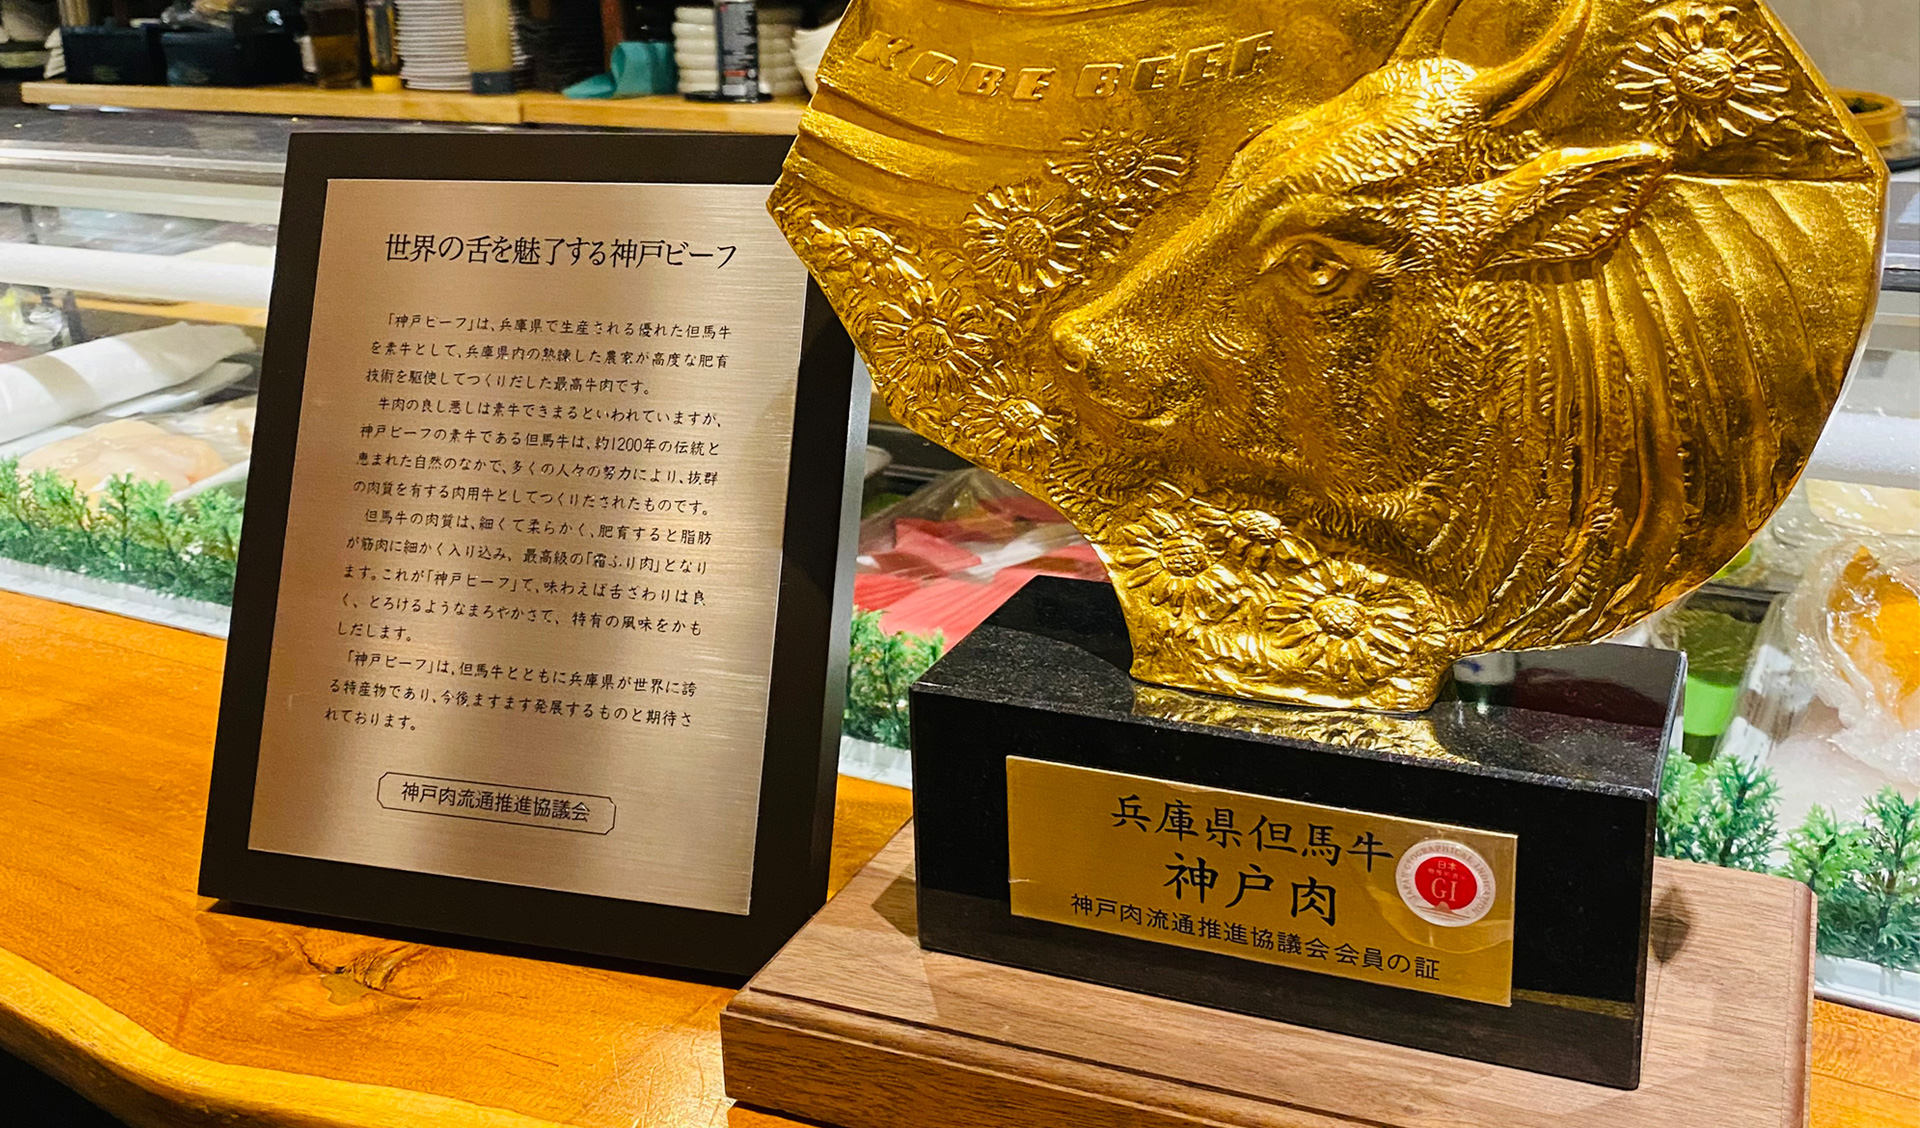 世界の舌を魅了する神戸ビーフ
「神戸ビーフ」は、兵庫県で生産される優れた但馬牛
を素牛として、兵庫県内の熟練した農家が高度な肥育
技術を駆使してつくりだした最高牛肉です。
牛肉の良し悪しは素牛できまるといわれていますが、
神戸ビーフの素牛である但馬牛は、約1200年の伝統と
恵まれた自然のなかで、多くの人々の努力により、抜群
の肉質を有する肉用牛としてつくりだされたものです。
但馬牛の肉質は、細くて柔らかく、肥育すると脂肪
が筋肉に細かく入り込み、最高級の「霜ふり肉」となり
ます。これが「神戸ビーフ」で、味わえば舌ざわりは良
く、とろけるようなまろやかさで、特有の風味をかも
しだします。
「神戸ビーフ」は、但馬牛とともに兵庫県が世界に誇
る特産物であり、今後ますます発展するものと期待さ
れております。
神戸肉流通推進協議会
KOBE BEEF
兵庫県但馬牛
神戸肉
神戸肉流通推進協議会会員の証
JAPAN GEOGRAPHICAL INDICATION
日本
GI